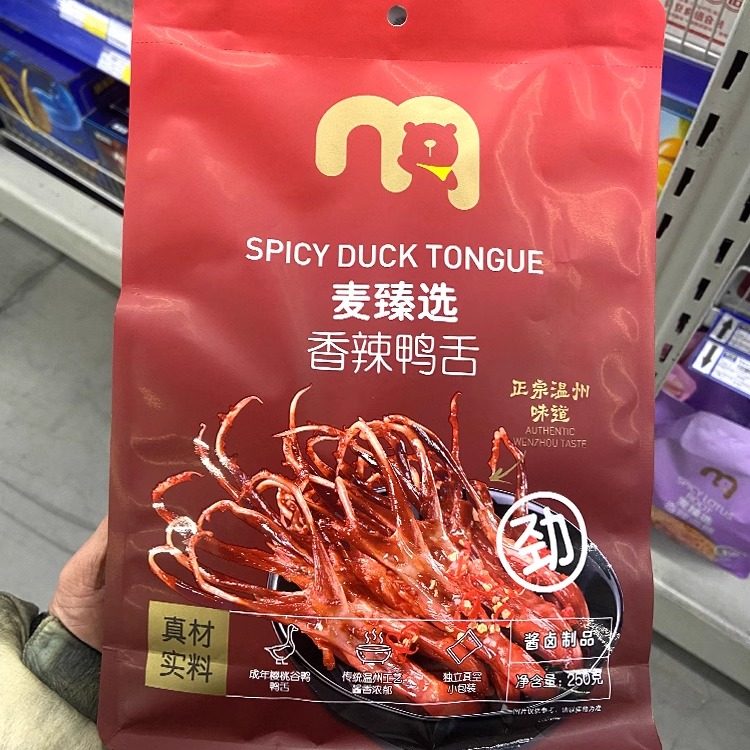 SPICY DUCK TONGUE
麦臻选
香辣鸭舌
正宗温州
味道
AUTHENTIC
WENZHOU TASTE
劲
真材
实料
成年樱桃谷鸭
鸭舌
传统温州工艺
酱香浓郁
独立真空
小包装
酱卤制品
净含量:250克
SPICY LOTUS